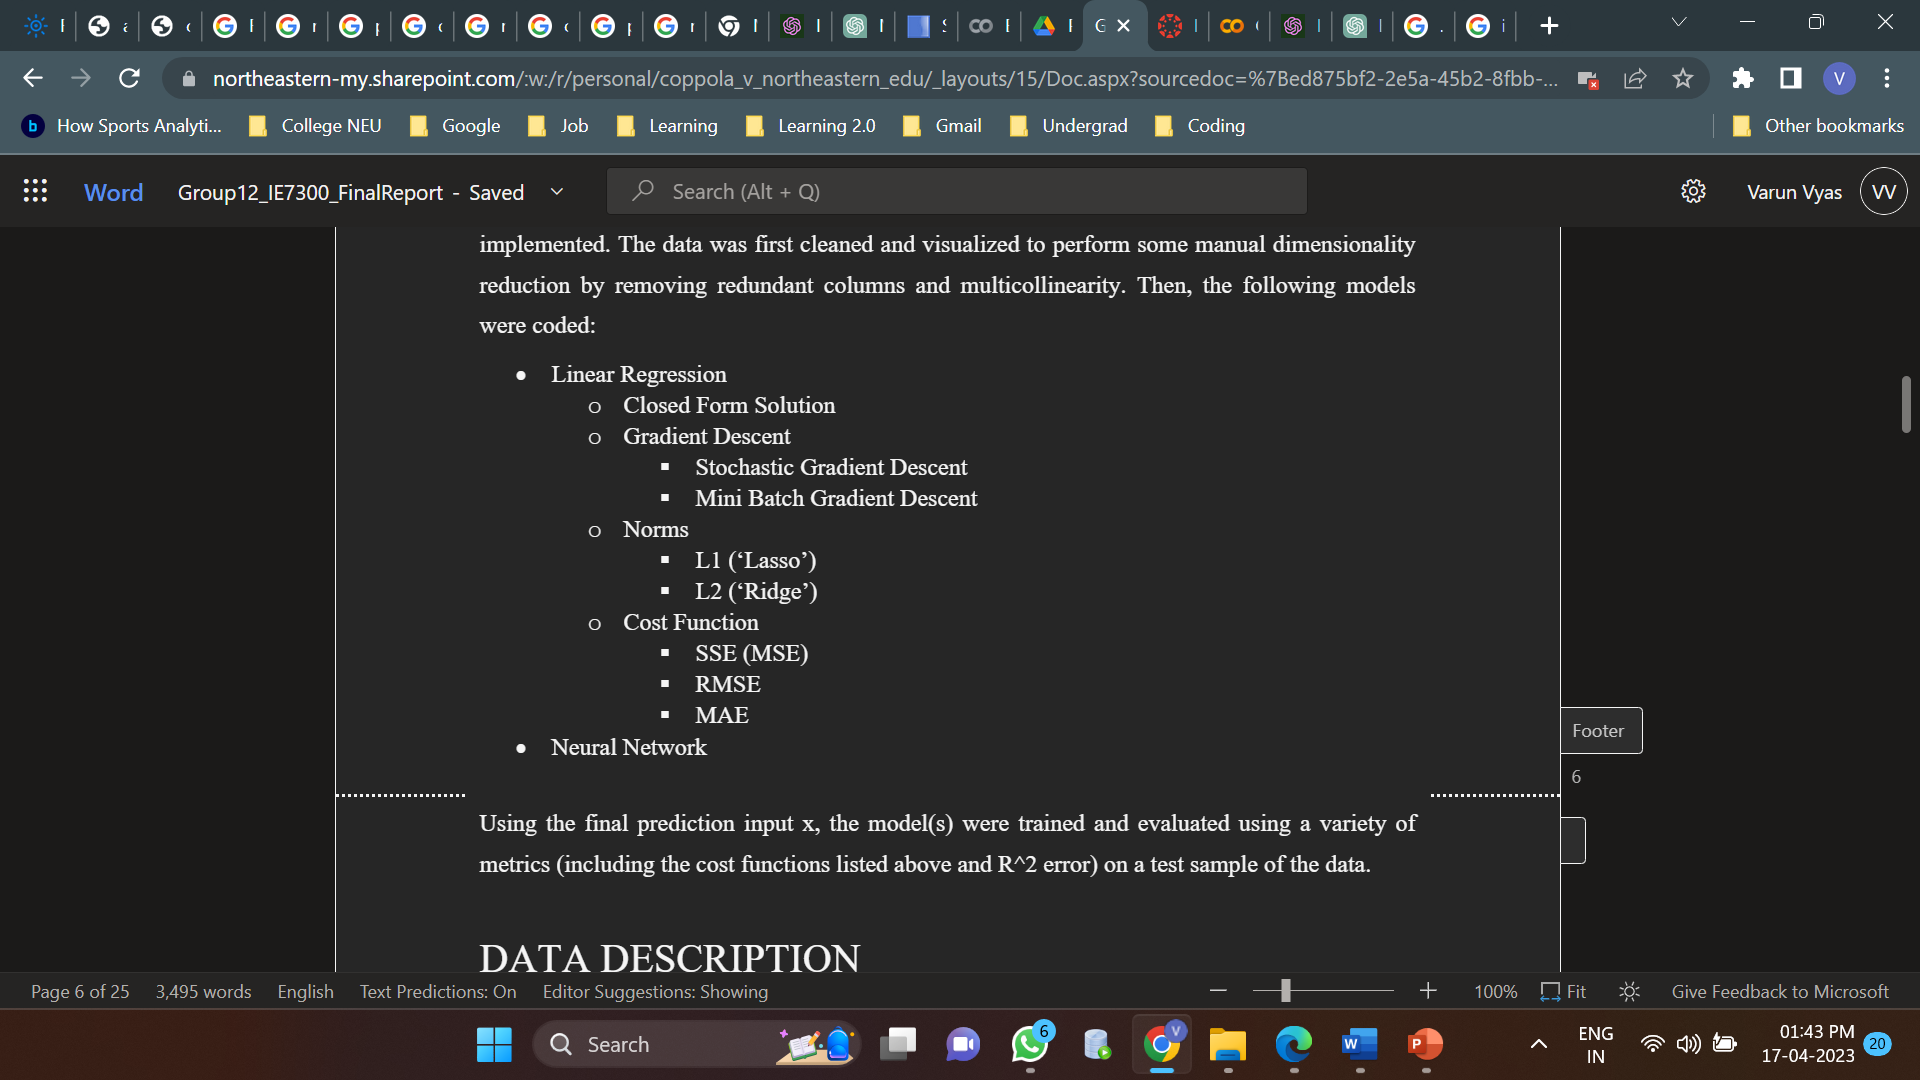 northeastern-my.sharepoint.com/:w:/r/personal/coppola_v_northeastern_edu/_layouts/15/Doc.aspx?sourcedoc=%7Bed875bf2-2e5a-45b2-8fbb-...
V
b How Sports Analyti... College NEU Google Job Learning Learning 2.0 Gmail Undergrad Coding Other bookmarks
Word Group12_IE7300_FinalReport - Saved Search (Alt + Q) Varun Vyas VV
implemented. The data was first cleaned and visualized to perform some manual dimensionality
reduction by removing redundant columns and multicollinearity. Then, the following models
were coded:
• Linear Regression
o Closed Form Solution
o Gradient Descent
▪ Stochastic Gradient Descent
▪ Mini Batch Gradient Descent
o Norms
▪ L1 (‘Lasso’)
▪ L2 (‘Ridge’)
o Cost Function
▪ SSE (MSE)
▪ RMSE
▪ MAE
• Neural Network
Footer
6
Using the final prediction input x, the model(s) were trained and evaluated using a variety of
metrics (including the cost functions listed above and R^2 error) on a test sample of the data.
DATA DESCRIPTION
Page 6 of 25 3,495 words English Text Predictions: On Editor Suggestions: Showing 100% Fit Give Feedback to Microsoft
Search 6 V W P ENG IN 01:43 PM 17-04-2023 20